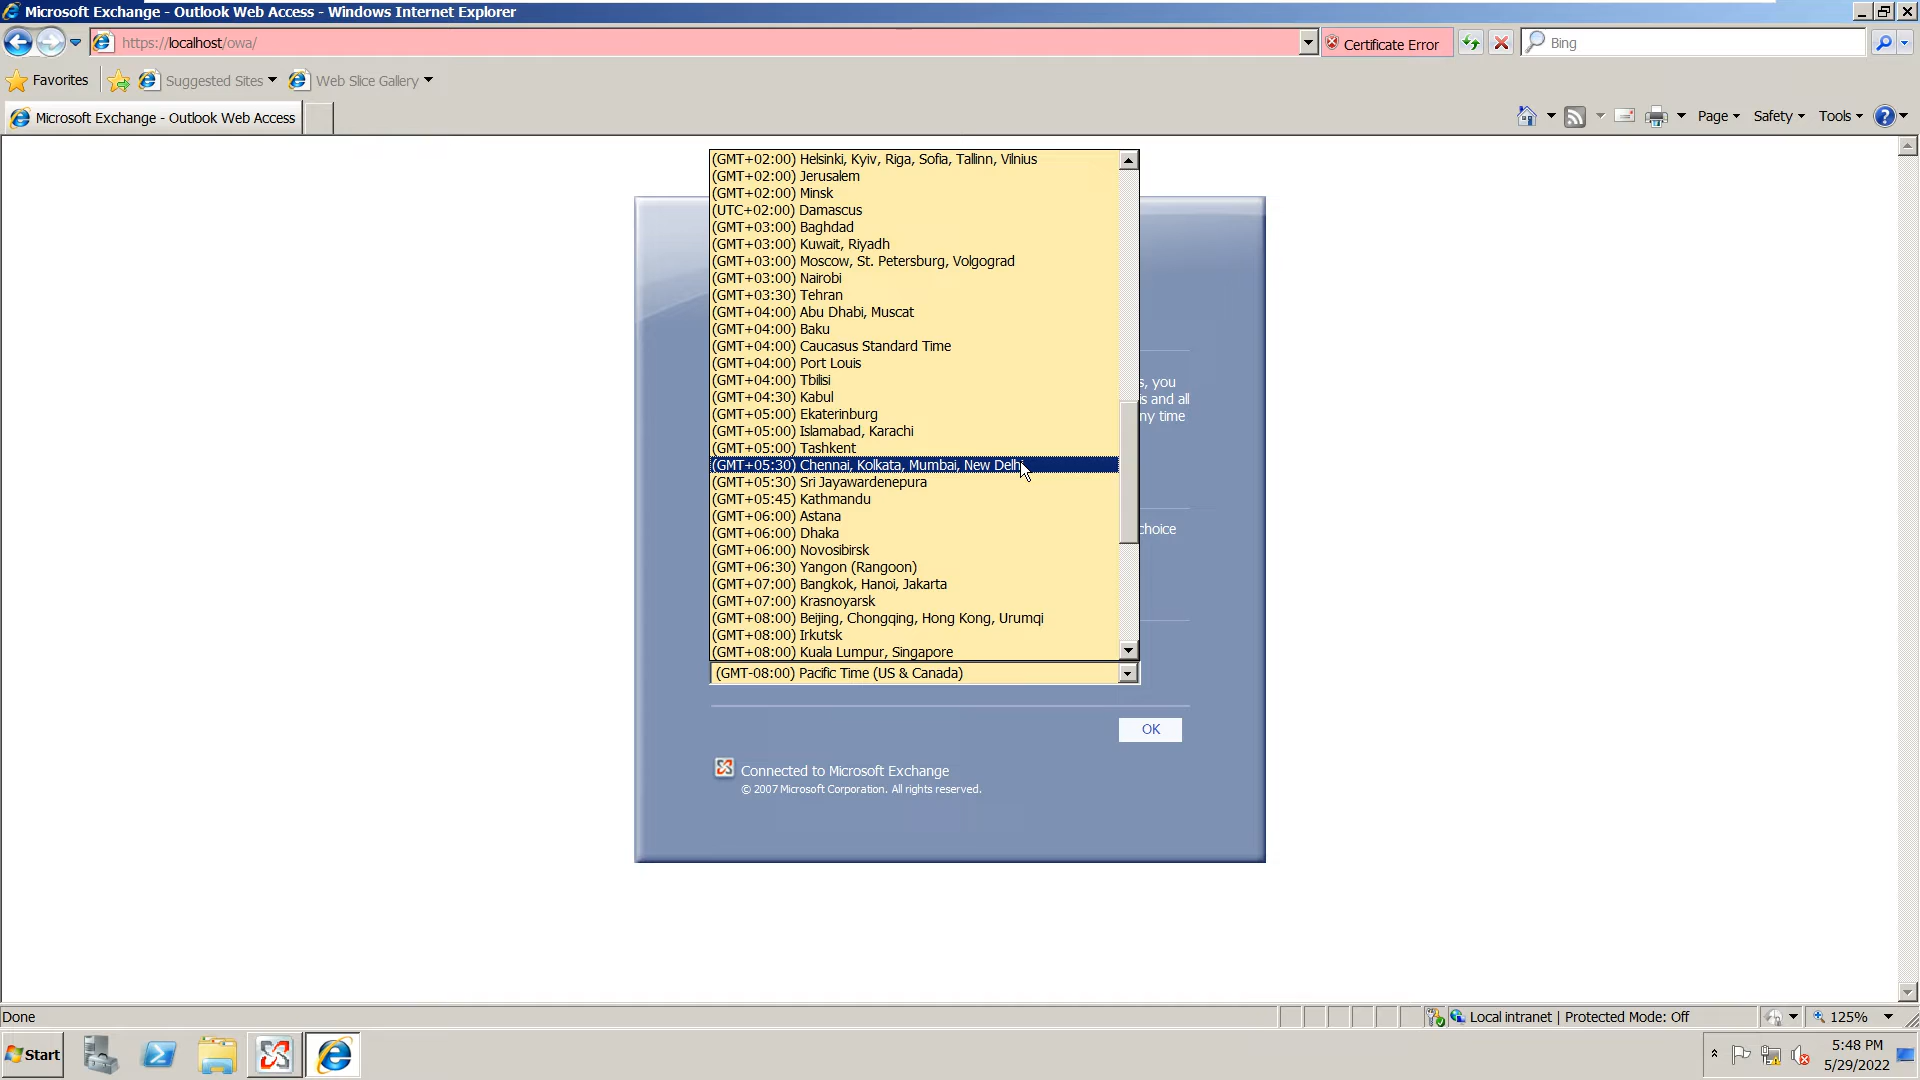 Microsoft Exchange - Outlook Web Access - Windows Internet Explorer
https://localhost/owa/
Certificate Error
Bing
Favorites
Suggested Sites
Web Slice Gallery
Microsoft Exchange - Outlook Web Access
Page
Safety
Tools
(GMT+02:00) Helsinki, Kyiv, Riga, Sofia, Tallinn, Vilnius
(GMT+02:00) Jerusalem
(GMT+02:00) Minsk
(UTC+02:00) Damascus
(GMT+03:00) Baghdad
(GMT+03:00) Kuwait, Riyadh
(GMT+03:00) Moscow, St. Petersburg, Volgograd
(GMT+03:00) Nairobi
(GMT+03:30) Tehran
(GMT+04:00) Abu Dhabi, Muscat
(GMT+04:00) Baku
(GMT+04:00) Caucasus Standard Time
(GMT+04:00) Port Louis
(GMT+04:00) Tbilisi
(GMT+04:30) Kabul
(GMT+05:00) Ekaterinburg
(GMT+05:00) Islamabad, Karachi
(GMT+05:00) Tashkent
(GMT+05:30) Chennai, Kolkata, Mumbai, New Delhi
(GMT+05:30) Sri Jayawardenepura
(GMT+05:45) Kathmandu
(GMT+06:00) Astana
(GMT+06:00) Dhaka
(GMT+06:00) Novosibirsk
(GMT+06:30) Yangon (Rangoon)
(GMT+07:00) Bangkok, Hanoi, Jakarta
(GMT+07:00) Krasnoyarsk
(GMT+08:00) Beijing, Chongqing, Hong Kong, Urumqi
(GMT+08:00) Irkutsk
(GMT+08:00) Kuala Lumpur, Singapore
s, you
s and all
ny time
choice
(GMT-08:00) Pacific Time (US & Canada)
OK
Connected to Microsoft Exchange
© 2007 Microsoft Corporation. All rights reserved.
Done
Local intranet | Protected Mode: Off
125%
Start
5:48 PM
5/29/2022